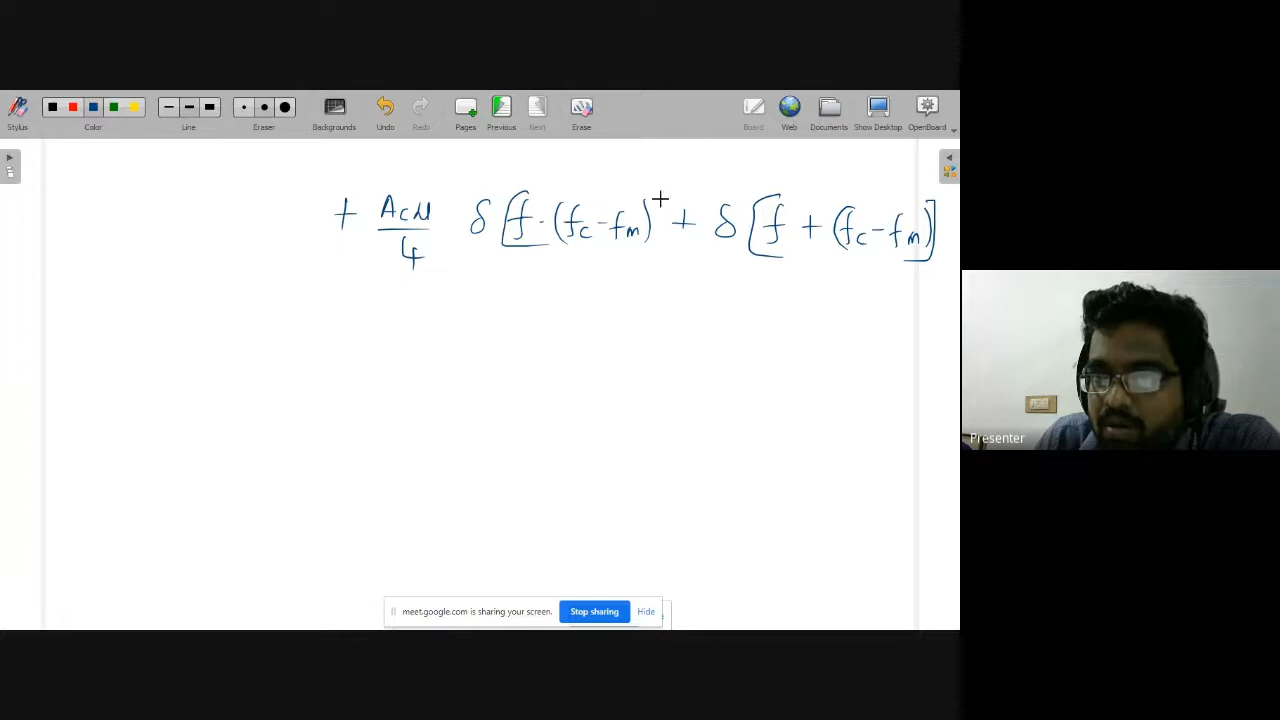 Stylus Color Line Eraser Backgrounds Undo Redo Pages Previous Next Erase Board Web Documents Show Desktop OpenBoard
+ Acμ/4 δ[f - (fc - fm) + δ[f + (fc - fm)]
Presenter
meet.google.com is sharing your screen. Stop sharing Hide